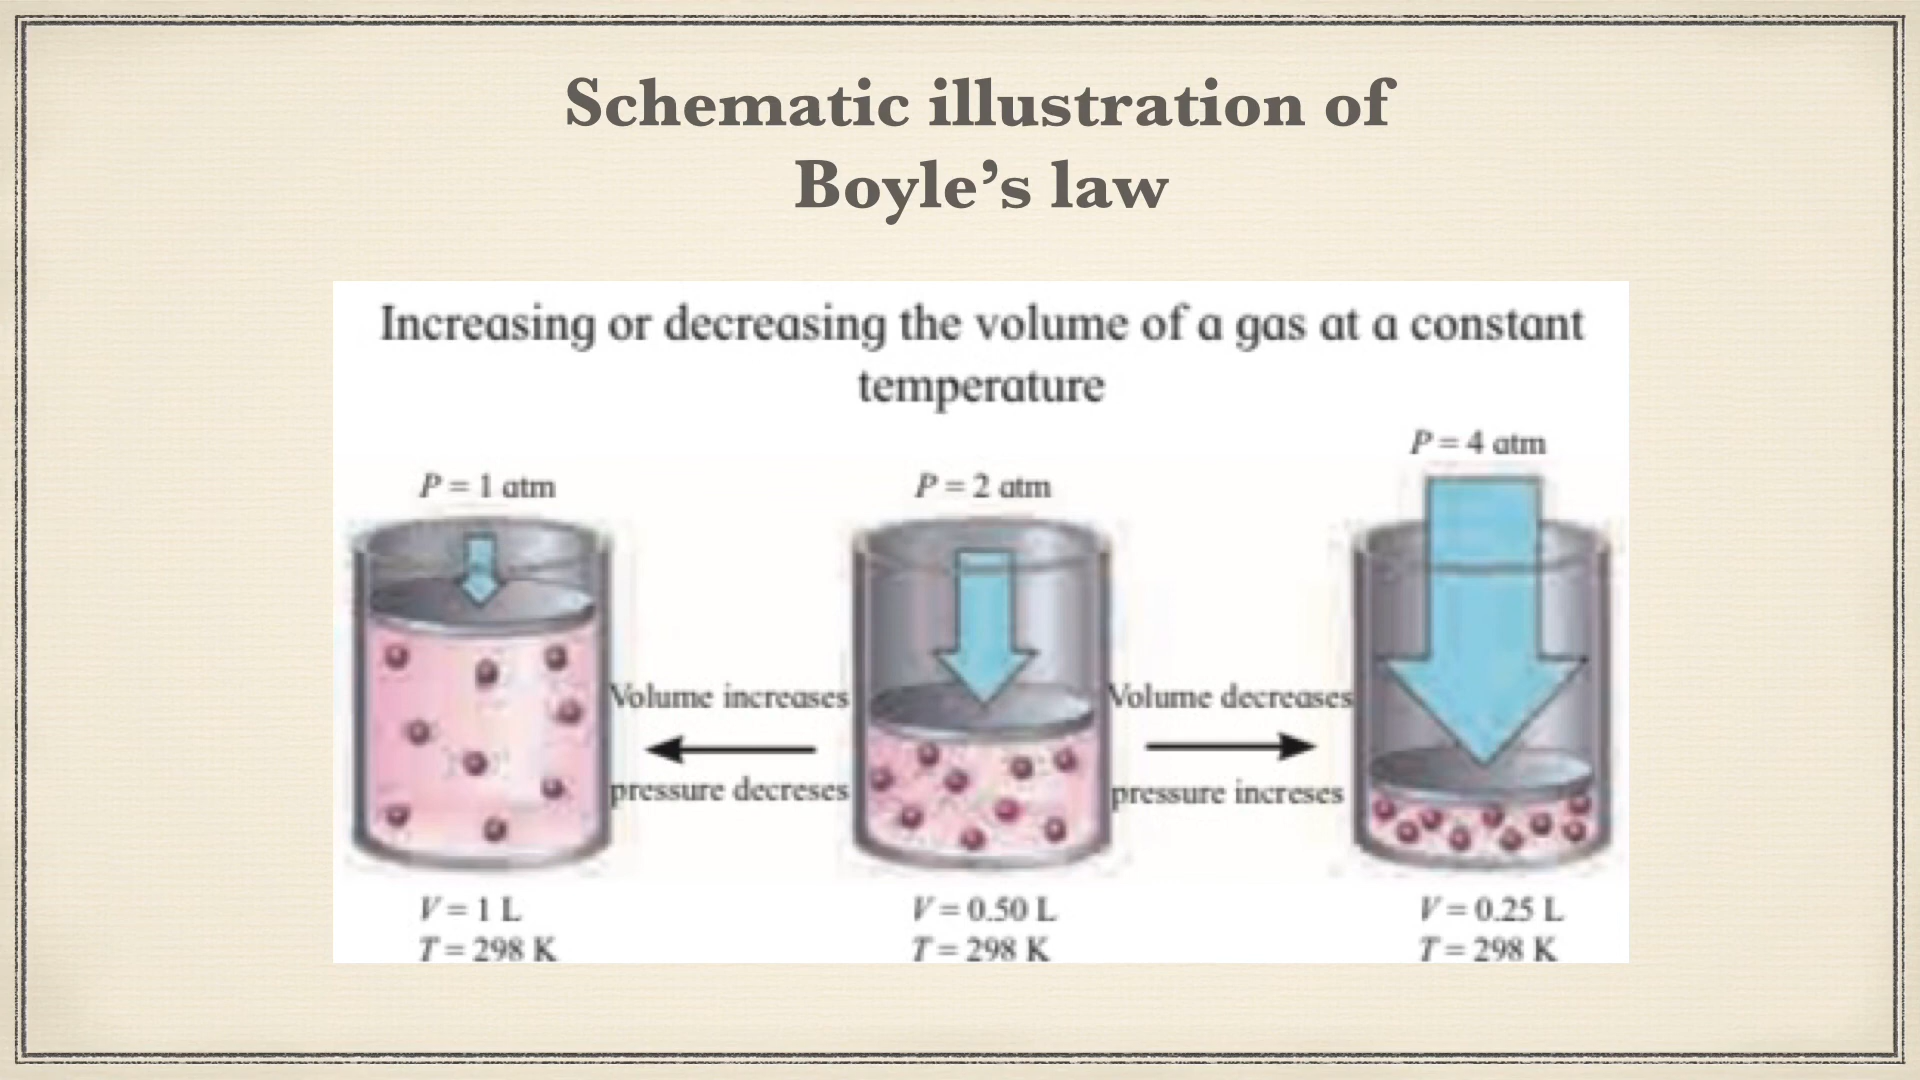 Schematic illustration of
Boyle’s law
Increasing or decreasing the volume of a gas at a constant
temperature
P = 1 atm
P = 2 atm
P = 4 atm
Volume increases
pressure decreses
Volume decreases
pressure increses
V = 1 L
T = 298 K
V = 0.50 L
T = 298 K
V = 0.25 L
T = 298 K